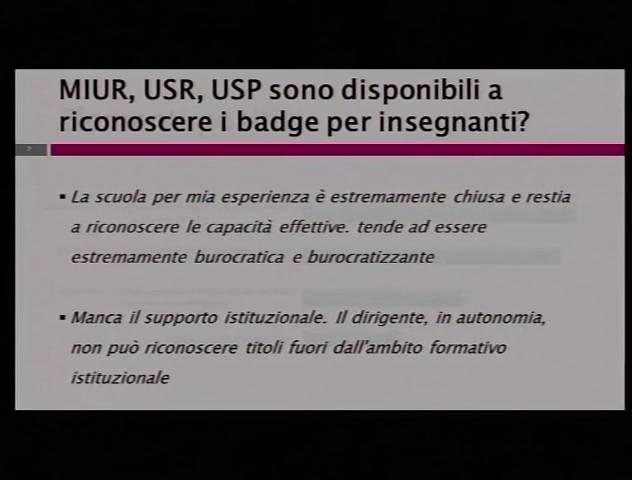 MIUR, USR, USP sono disponibili a
riconoscere i badge per insegnanti?
▪ La scuola per mia esperienza è estremamente chiusa e restia
a riconoscere le capacità effettive. tende ad essere
estremamente burocratica e burocratizzante
▪ Manca il supporto istituzionale. Il dirigente, in autonomia,
non può riconoscere titoli fuori dall'ambito formativo
istituzionale